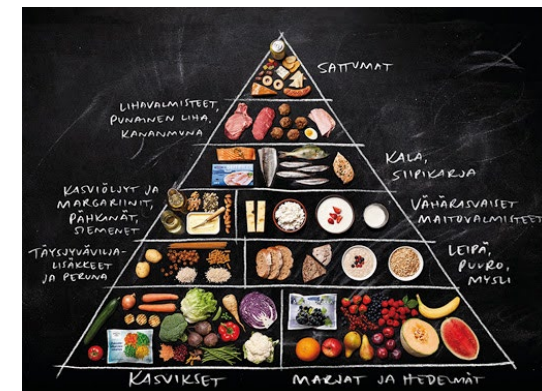 SATTUMAT
LIHAVALMISTEET,
PUNAINEN LIHA,
KANANMUNA
KALA,
SIIPIKARJA
KASVIÖLJYT JA
MARGARIINIT,
PÄHKINÄT,
SIEMENET
VÄHÄRASVAISET
MAITOVALMISTEET
TÄYSJYVÄVILJA-
LISÄKKEET
JA PERUNA
LEIPÄ,
PUURO,
MYSLI
KASVIKSET
MARJAT JA HEDELMÄT